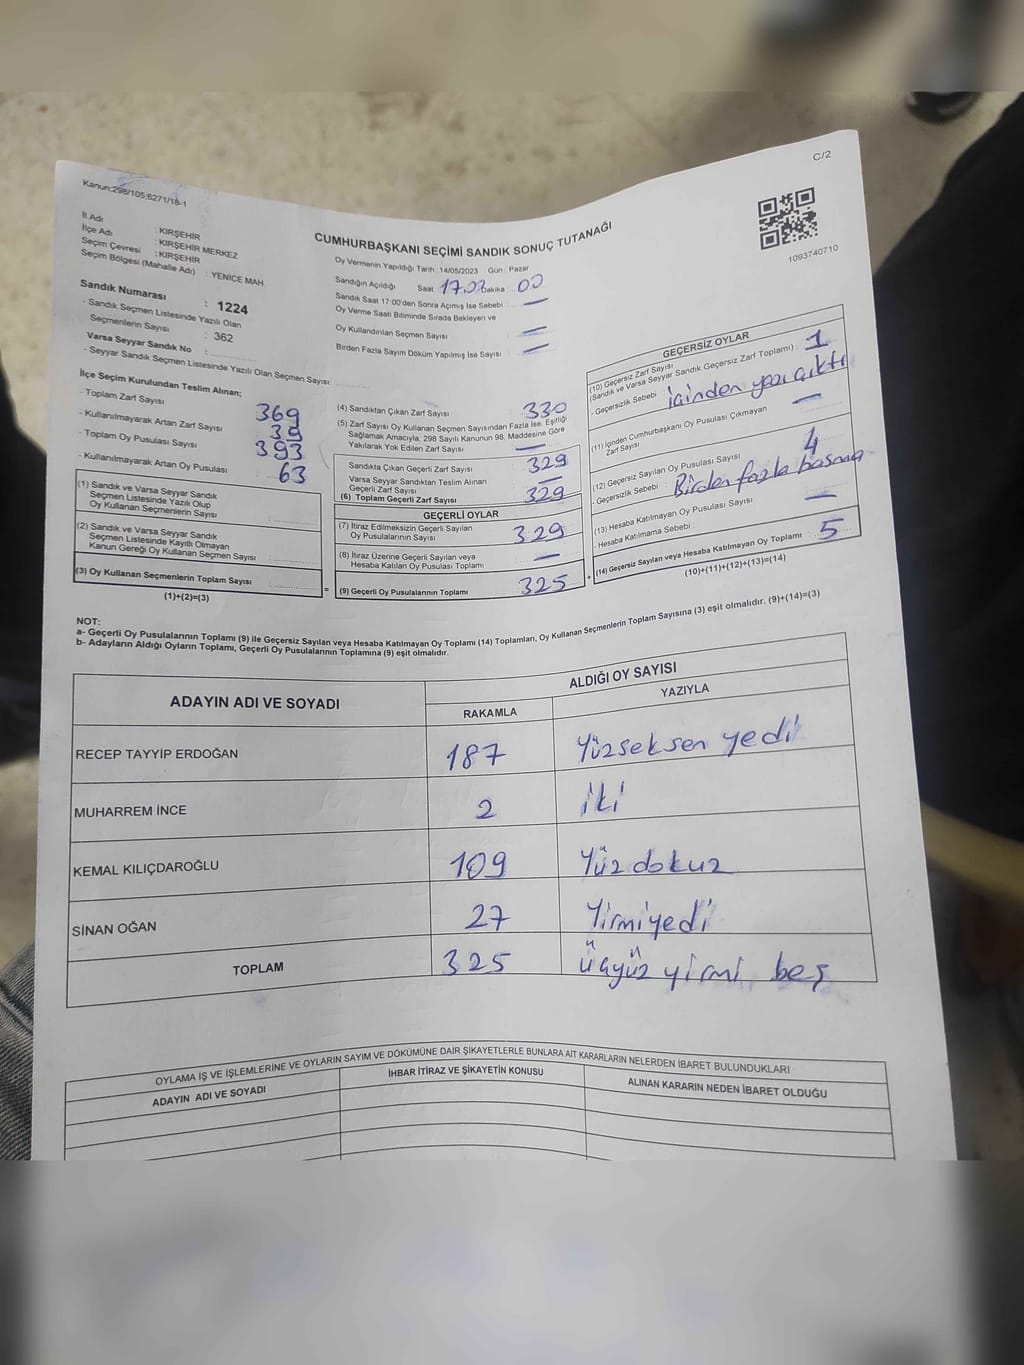 C/2
Kanun:298/105;6271/18-1
1093740710
CUMHURBAŞKANI SEÇİMİ SANDIK SONUÇ TUTANAĞI
İl Adı : KIRŞEHİR
İlçe Adı : KIRŞEHİR MERKEZ
Seçim Çevresi : KIRŞEHİR
Seçim Bölgesi (Mahalle Adı) : YENİCE MAH
Sandık Numarası : 1224
- Sandık Seçmen Listesinde Yazılı Olan
Seçmenlerin Sayısı : 362
Varsa Seyyar Sandık No :
- Seyyar Sandık Seçmen Listesinde Yazılı Olan Seçmen Sayısı :
Oy Vermenin Yapıldığı Tarih :14/05/2023 Gün : Pazar
Sandığın Açıldığı Saat 17.03 Dakika 00
Sandık Saat 17:00'den Sonra Açımış İse Sebebi : —
Oy Verme Saati Bitiminde Sırada Bekleyen ve
Oy Kullandırılan Seçmen Sayısı : —
Birden Fazla Sayım Döküm Yapılmış İse Sayısı : —
İlçe Seçim Kurulundan Teslim Alınan;
- Toplam Zarf Sayısı 369
- Kullanılmayarak Artan Zarf Sayısı 39
- Toplam Oy Pusulası Sayısı 393
- Kullanılmayarak Artan Oy Pusulası 63
(1) Sandık ve Varsa Seyyar Sandık
Seçmen Listesinde Yazılı Olup
Oy Kullanan Seçmenlerin Sayısı :
(2) Sandık ve Varsa Seyyar Sandık
Seçmen Listesinde Kayıtlı Olmayan
Kanun Gereği Oy Kullanan Seçmen Sayısı :
(3) Oy Kullanan Seçmenlerin Toplam Sayısı :
(1)+(2)=(3)
(4) Sandıktan Çıkan Zarf Sayısı 330
(5) Zarf Sayısı Oy Kullanan Seçmen Sayısından Fazla İse, Eşitliği
Sağlamak Amacıyla, 298 Sayılı Kanunun 98. Maddesine Göre
Yakılarak Yok Edilen Zarf Sayısı : —
Sandıkta Çıkan Geçerli Zarf Sayısı 329
Varsa Seyyar Sandıktan Teslim Alınan
Geçerli Zarf Sayısı : —
(6) Toplam Geçerli Zarf Sayısı 329
GEÇERLİ OYLAR
(7) İtiraz Edilmeksizin Geçerli Sayılan
Oy Pusulalarının Sayısı : 329
(8) İtiraz Üzerine Geçerli Sayılan veya
Hesaba Katılan Oy Pusulası Toplamı : —
= (9) Geçerli Oy Pusulalarının Toplamı : 325 +
GEÇERSİZ OYLAR
(10) Geçersiz Zarf Sayısı
(Sandık ve Varsa Seyyar Sandık Geçersiz Zarf Toplamı) : 1
- Geçersizlik Sebebi : içinden yazı çıktı
(11) İçinden Cumhurbaşkanı Oy Pusulası Çıkmayan
Zarf Sayısı : —
(12) Geçersiz Sayılan Oy Pusulası Sayısı : 4
- Geçersizlik Sebebi : Birden fazla basma
(13) Hesaba Katılmayan Oy Pusulası Sayısı : —
- Hesaba Katılmama Sebebi :
(14) Geçersiz Sayılan veya Hesaba Katılmayan Oy Toplamı : 5
(10)+(11)+(12)+(13)=(14)
NOT:
a- Geçerli Oy Pusulalarının Toplamı (9) ile Geçersiz Sayılan veya Hesaba Katılmayan Oy Toplamı (14) Toplamları, Oy Kullanan Seçmenlerin Toplam Sayısına (3) eşit olmalıdır. (9)+(14)=(3)
b- Adayların Aldığı Oyların Toplamı, Geçerli Oy Pusulalarının Toplamına (9) eşit olmalıdır.
ADAYIN ADI VE SOYADI
ALDIĞI OY SAYISI
RAKAMLA YAZIYLA
RECEP TAYYİP ERDOĞAN 187 Yüzseksen yedi
MUHARREM İNCE 2 iki
KEMAL KILIÇDAROĞLU 109 Yüz dokuz
SİNAN OĞAN 27 Yirmiyedi
TOPLAM 325 üçyüz yirmi beş
OYLAMA İŞ VE İŞLEMLERİNE VE OYLARIN SAYIM VE DÖKÜMÜNE DAİR ŞİKAYETLERLE BUNLARA AİT KARARLARIN NELERDEN İBARET BULUNDUKLARI
ADAYIN ADI VE SOYADI
İHBAR İTİRAZ VE ŞİKAYETİN KONUSU
ALINAN KARARIN NEDEN İBARET OLDUĞU